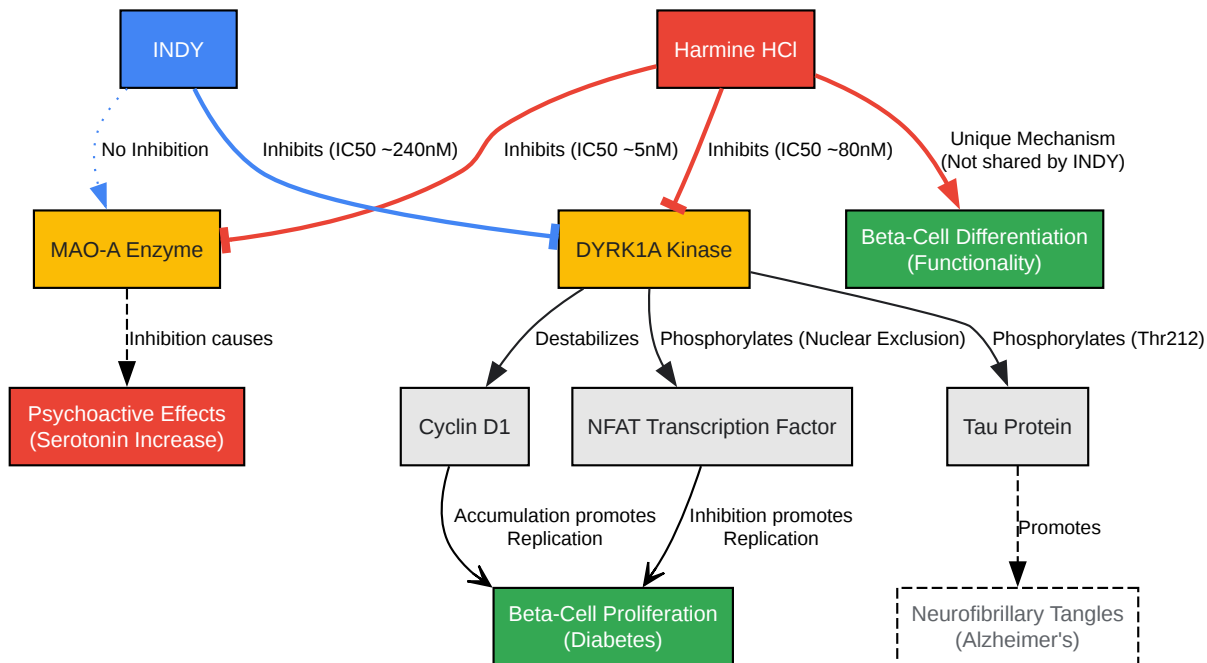 INDY
Harmine HCl
No Inhibition
Inhibits (IC50 ~240nM)
Inhibits (IC50 ~5nM)
Inhibits (IC50 ~80nM)
Unique Mechanism
(Not shared by INDY)
MAO-A Enzyme
DYRK1A Kinase
Beta-Cell Differentiation
(Functionality)
Inhibition causes
Destabilizes
Phosphorylates (Nuclear Exclusion)
Phosphorylates (Thr212)
Psychoactive Effects
(Serotonin Increase)
Cyclin D1
NFAT Transcription Factor
Tau Protein
Accumulation promotes
Replication
Inhibition promotes
Replication
Promotes
Beta-Cell Proliferation
(Diabetes)
Neurofibrillary Tangles
(Alzheimer's)